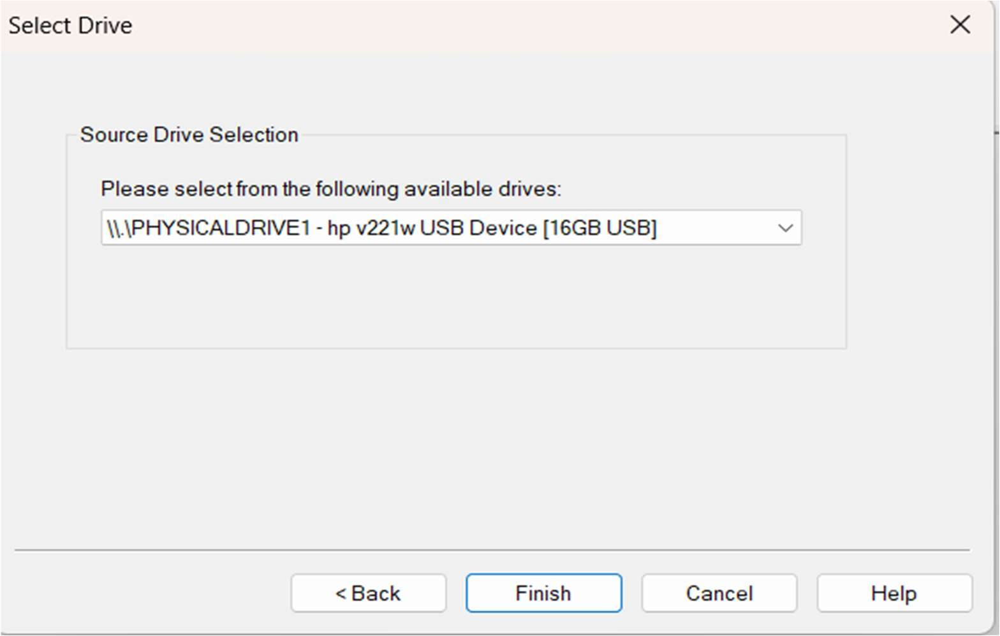 Select Drive
Source Drive Selection
Please select from the following available drives:
\\.\PHYSICALDRIVE1 - hp v221w USB Device [16GB USB]
< Back
Finish
Cancel
Help